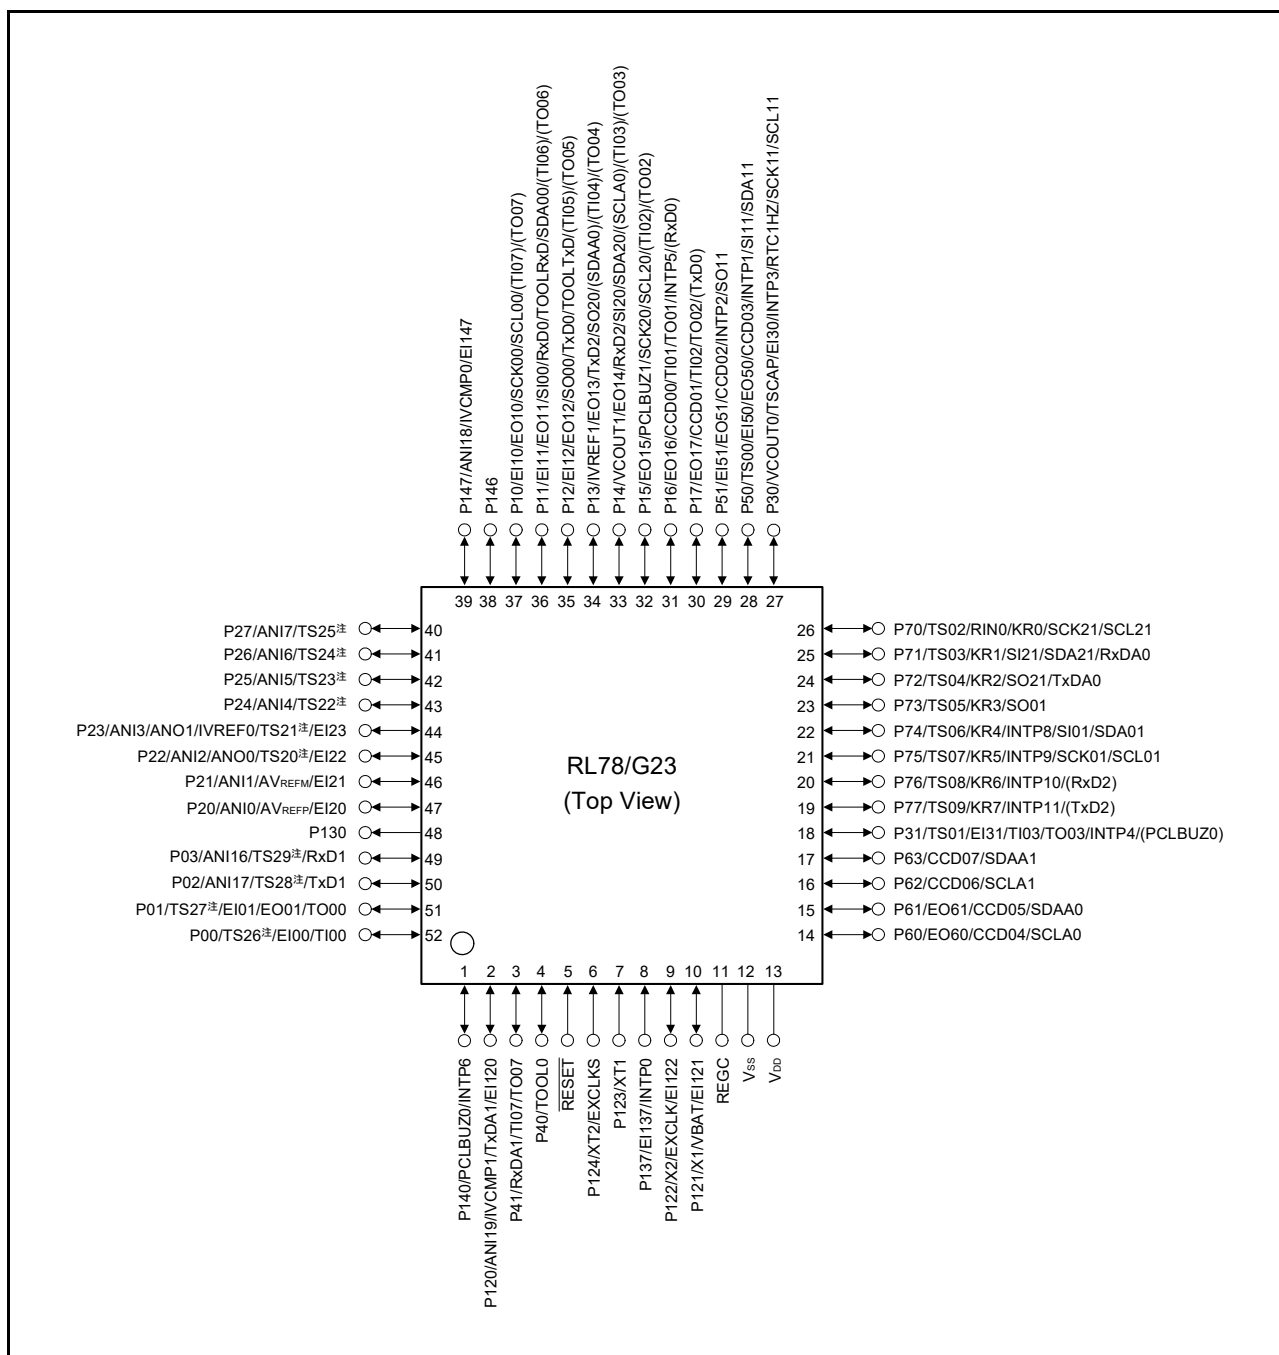 P147/ANI18/IVCMP0/EI147
P146
P10/EI10/EO10/SCK00/SCL00/(TI07)/(TO07)
P11/EI11/EO11/SI00/RxD0/TOOLRxD/SDA00/(TI06)/(TO06)
P12/EI12/EO12/SO00/TxD0/TOOLTxD/(TI05)/(TO05)
P13/IVREF1/EO13/TxD2/SO20/(SDAA0)/(TI04)/(TO04)
P14/VCOUT1/EO14/RxD2/SI20/SDA20/(SCLA0)/(TI03)/(TO03)
P15/EO15/PCLBUZ1/SCK20/SCL20/(TI02)/(TO02)
P16/EO16/CCD00/TI01/TO01/INTP5/(RxD0)
P17/EO17/CCD01/TI02/TO02/(TxD0)
P51/EI51/EO51/CCD02/INTP2/SO11
P50/TS00/EI50/EO50/CCD03/INTP1/SI11/SDA11
P30/VCOUT0/TSCAP/EI30/INTP3/RTC1HZ/SCK11/SCL11
39 38 37 36 35 34 33 32 31 30 29 28 27
P27/ANI7/TS25注 40
P26/ANI6/TS24注 41
P25/ANI5/TS23注 42
P24/ANI4/TS22注 43
P23/ANI3/ANO1/IVREF0/TS21注/EI23 44
P22/ANI2/ANO0/TS20注/EI22 45
P21/ANI1/AVREFM/EI21 46
P20/ANI0/AVREFP/EI20 47
P130 48
P03/ANI16/TS29注/RxD1 49
P02/ANI17/TS28注/TxD1 50
P01/TS27注/EI01/EO01/TO00 51
P00/TS26注/EI00/TI00 52
RL78/G23
(Top View)
26 P70/TS02/RIN0/KR0/SCK21/SCL21
25 P71/TS03/KR1/SI21/SDA21/RxDA0
24 P72/TS04/KR2/SO21/TxDA0
23 P73/TS05/KR3/SO01
22 P74/TS06/KR4/INTP8/SI01/SDA01
21 P75/TS07/KR5/INTP9/SCK01/SCL01
20 P76/TS08/KR6/INTP10/(RxD2)
19 P77/TS09/KR7/INTP11/(TxD2)
18 P31/TS01/EI31/TI03/TO03/INTP4/(PCLBUZ0)
17 P63/CCD07/SDAA1
16 P62/CCD06/SCLA1
15 P61/EO61/CCD05/SDAA0
14 P60/EO60/CCD04/SCLA0
1 2 3 4 5 6 7 8 9 10 11 12 13
P140/PCLBUZ0/INTP6
P120/ANI19/IVCMP1/TxDA1/EI120
P41/RxDA1/TI07/TO07
P40/TOOL0
RESET
P124/XT2/EXCLKS
P123/XT1
P137/EI137/INTP0
P122/X2/EXCLK/EI122
P121/X1/VBAT/EI121
REGC
VSS
VDD